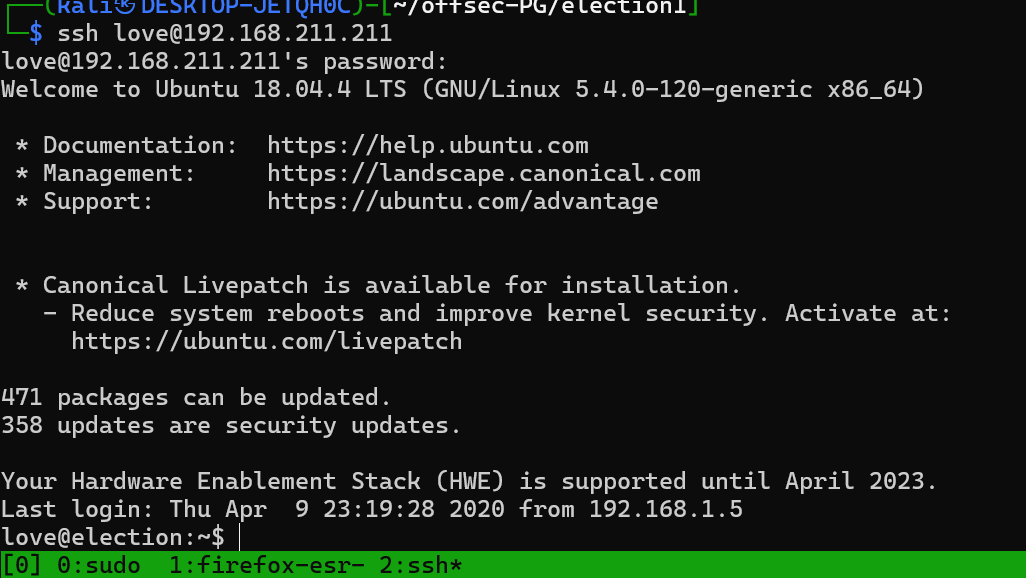 ┌──(kali㉿DESKTOP-JETQH0C)-[~/offsec-PG/election1]
└─$ ssh love@192.168.211.211
love@192.168.211.211's password:
Welcome to Ubuntu 18.04.4 LTS (GNU/Linux 5.4.0-120-generic x86_64)
* Documentation:  https://help.ubuntu.com
* Management:     https://landscape.canonical.com
* Support:        https://ubuntu.com/advantage
* Canonical Livepatch is available for installation.
- Reduce system reboots and improve kernel security. Activate at:
https://ubuntu.com/livepatch
471 packages can be updated.
358 updates are security updates.
Your Hardware Enablement Stack (HWE) is supported until April 2023.
Last login: Thu Apr  9 23:19:28 2020 from 192.168.1.5
love@election:~$
[0] 0:sudo  1:firefox-esr- 2:ssh*